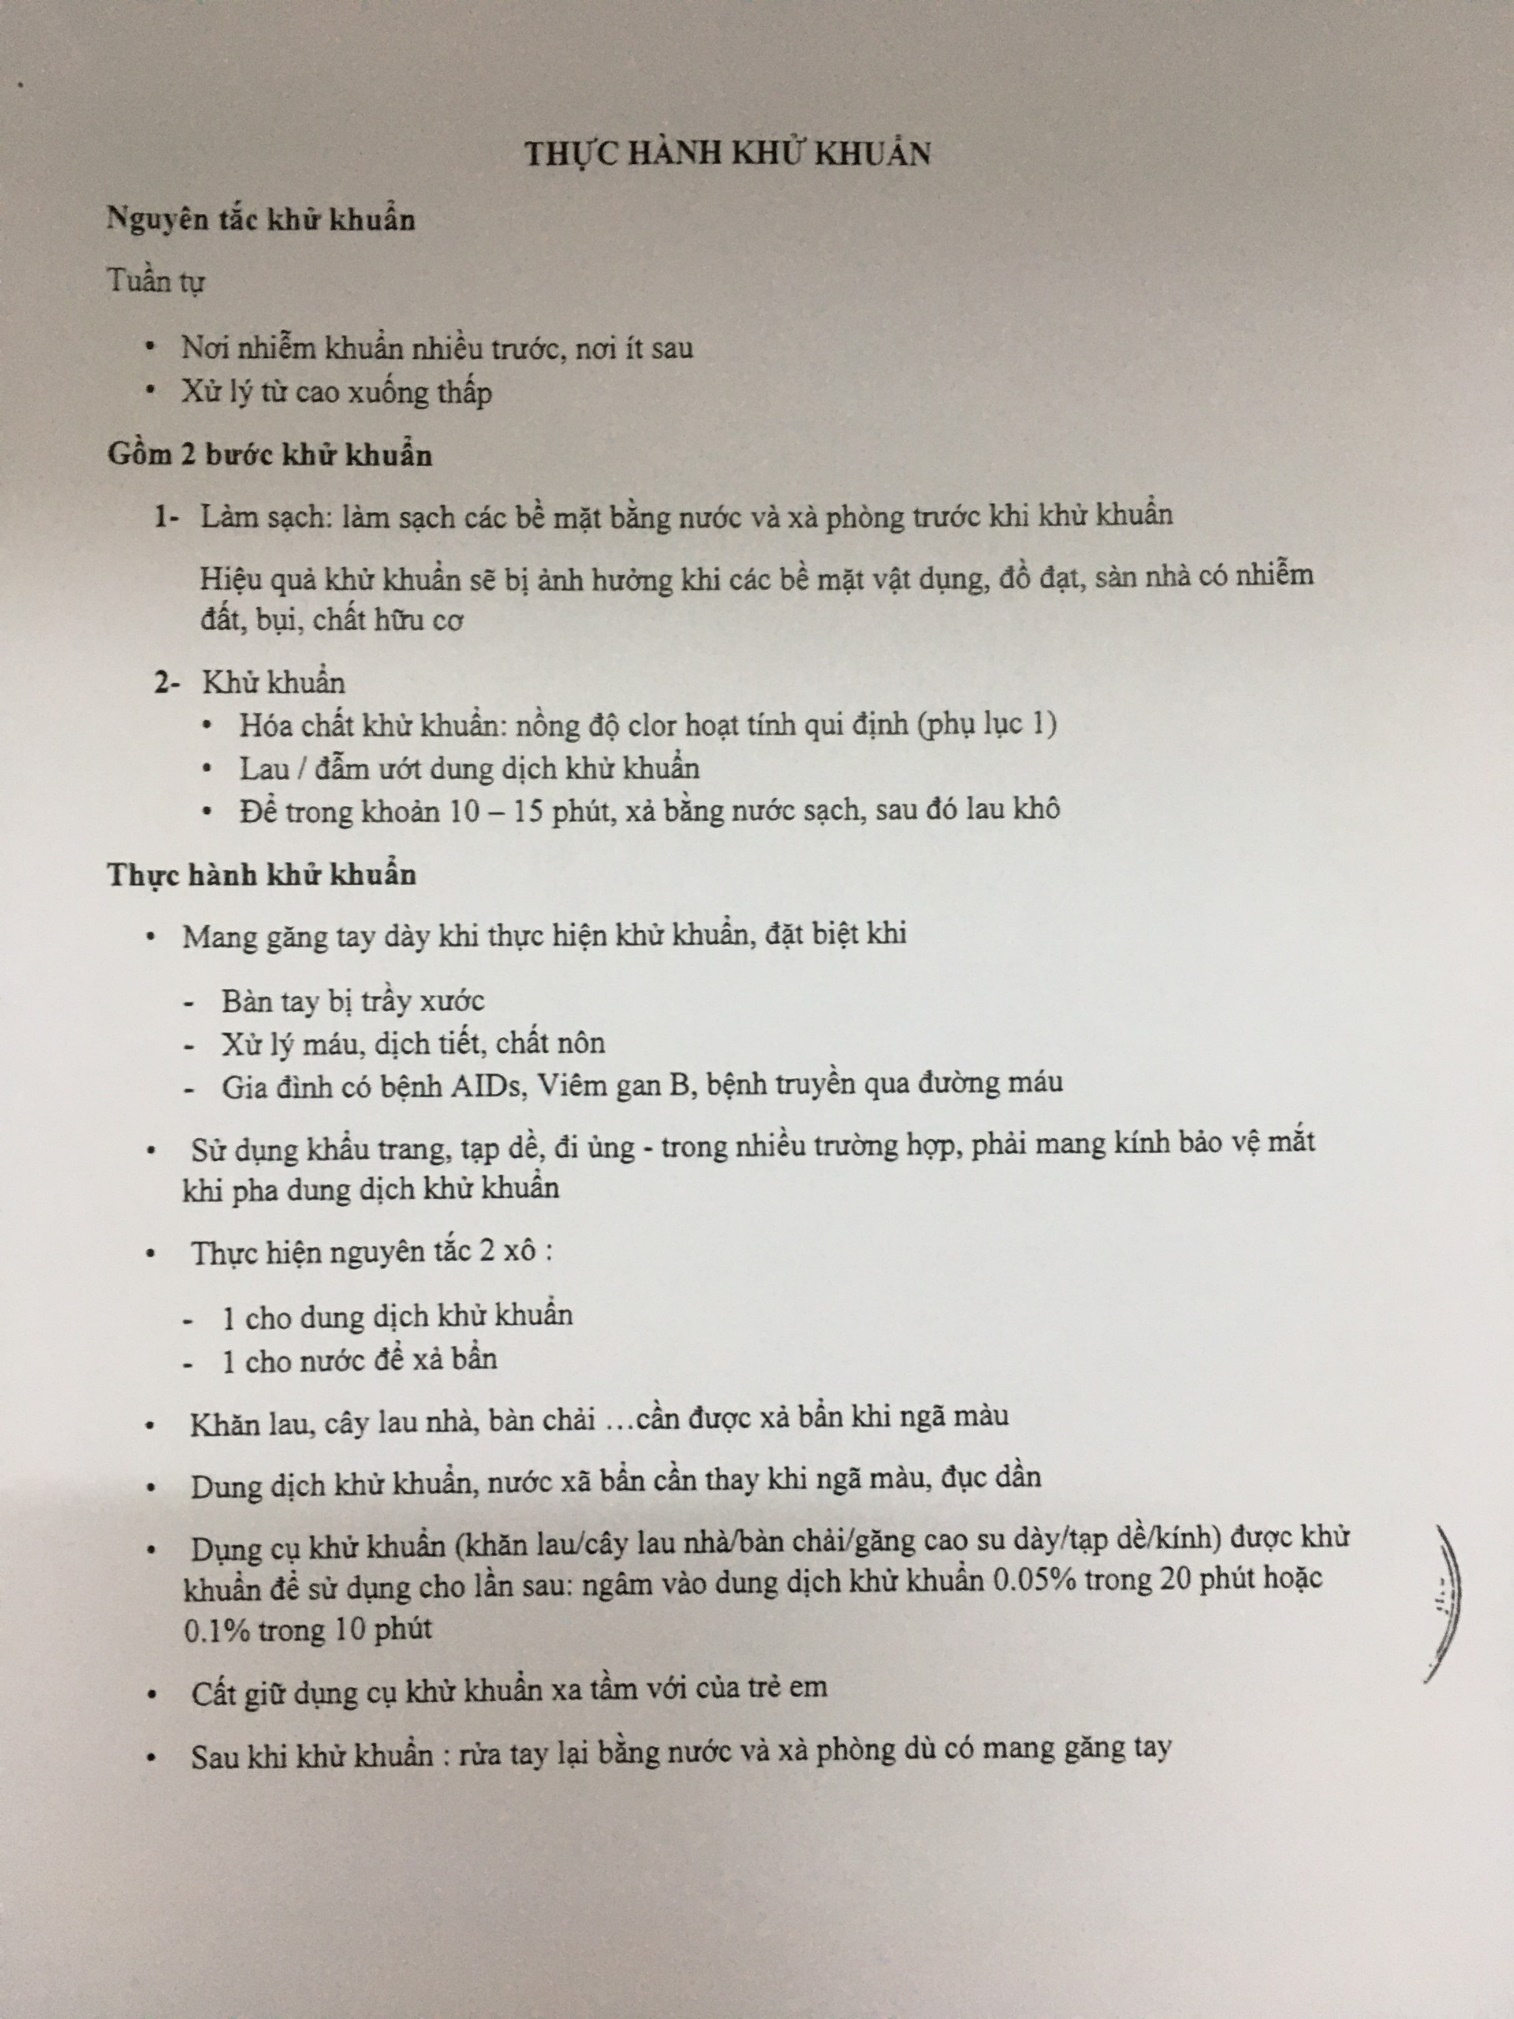 THỰC HÀNH KHỬ KHUẨN
Nguyên tắc khử khuẩn
Tuần tự
• Nơi nhiễm khuẩn nhiều trước, nơi ít sau
• Xử lý từ cao xuống thấp
Gồm 2 bước khử khuẩn
1- Làm sạch: làm sạch các bề mặt bằng nước và xà phòng trước khi khử khuẩn
Hiệu quả khử khuẩn sẽ bị ảnh hưởng khi các bề mặt vật dụng, đồ đạt, sàn nhà có nhiễm
đất, bụi, chất hữu cơ
2- Khử khuẩn
• Hóa chất khử khuẩn: nồng độ clor hoạt tính qui định (phụ lục 1)
• Lau / đẫm ướt dung dịch khử khuẩn
• Để trong khoản 10 – 15 phút, xả bằng nước sạch, sau đó lau khô
Thực hành khử khuẩn
• Mang găng tay dày khi thực hiện khử khuẩn, đặt biệt khi
- Bàn tay bị trầy xước
- Xử lý máu, dịch tiết, chất nôn
- Gia đình có bệnh AIDs, Viêm gan B, bệnh truyền qua đường máu
• Sử dụng khẩu trang, tạp dề, đi ủng - trong nhiều trường hợp, phải mang kính bảo vệ mắt
khi pha dung dịch khử khuẩn
• Thực hiện nguyên tắc 2 xô :
- 1 cho dung dịch khử khuẩn
- 1 cho nước để xả bẩn
• Khăn lau, cây lau nhà, bàn chải …cần được xả bẩn khi ngã màu
• Dung dịch khử khuẩn, nước xã bẩn cần thay khi ngã màu, đục dần
• Dụng cụ khử khuẩn (khăn lau/cây lau nhà/bàn chải/găng cao su dày/tạp dề/kính) được khử
khuẩn để sử dụng cho lần sau: ngâm vào dung dịch khử khuẩn 0.05% trong 20 phút hoặc
0.1% trong 10 phút
• Cất giữ dụng cụ khử khuẩn xa tầm với của trẻ em
• Sau khi khử khuẩn : rửa tay lại bằng nước và xà phòng dù có mang găng tay